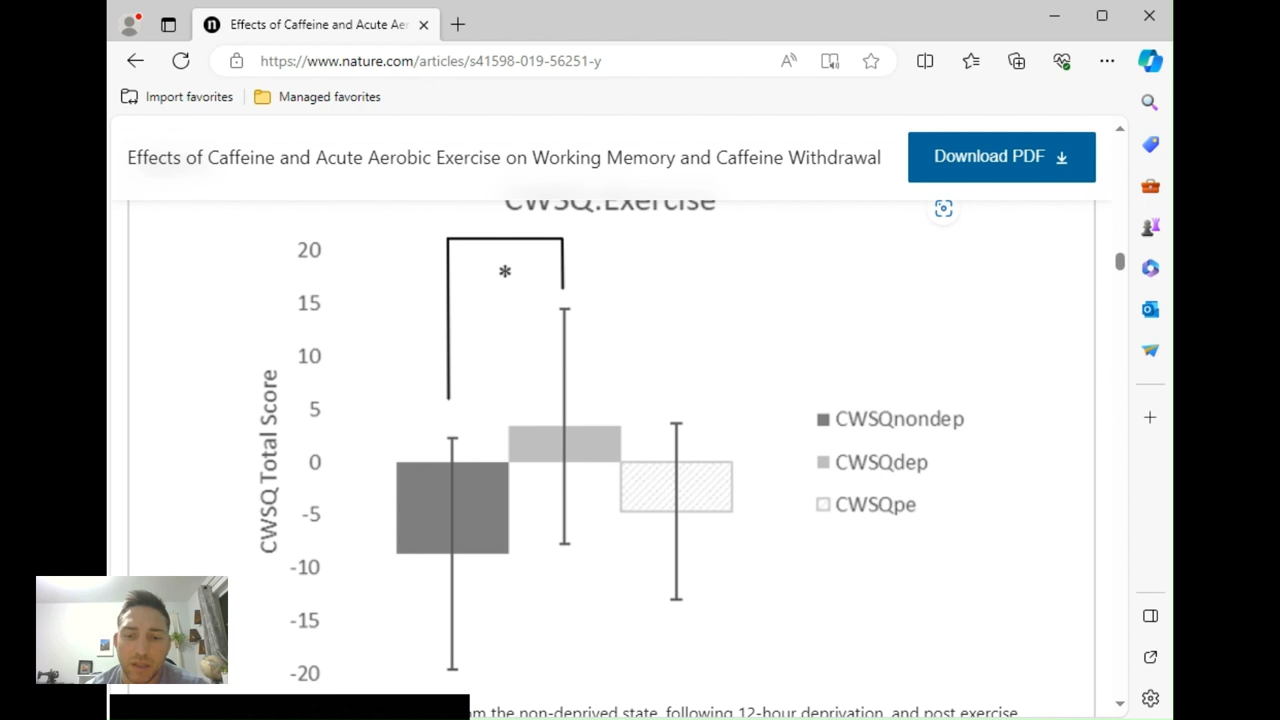 Effects of Caffeine and Acute Aer
https://www.nature.com/articles/s41598-019-56251-y
Import favorites
Managed favorites
Effects of Caffeine and Acute Aerobic Exercise on Working Memory and Caffeine Withdrawal
Download PDF
CWSQ.Exercise
20
15
10
5
0
-5
-10
-15
-20
CWSQ Total Score
*
CWSQnondep
CWSQdep
CWSQpe
the non-deprived state, following 12-hour deprivation, and post exercise